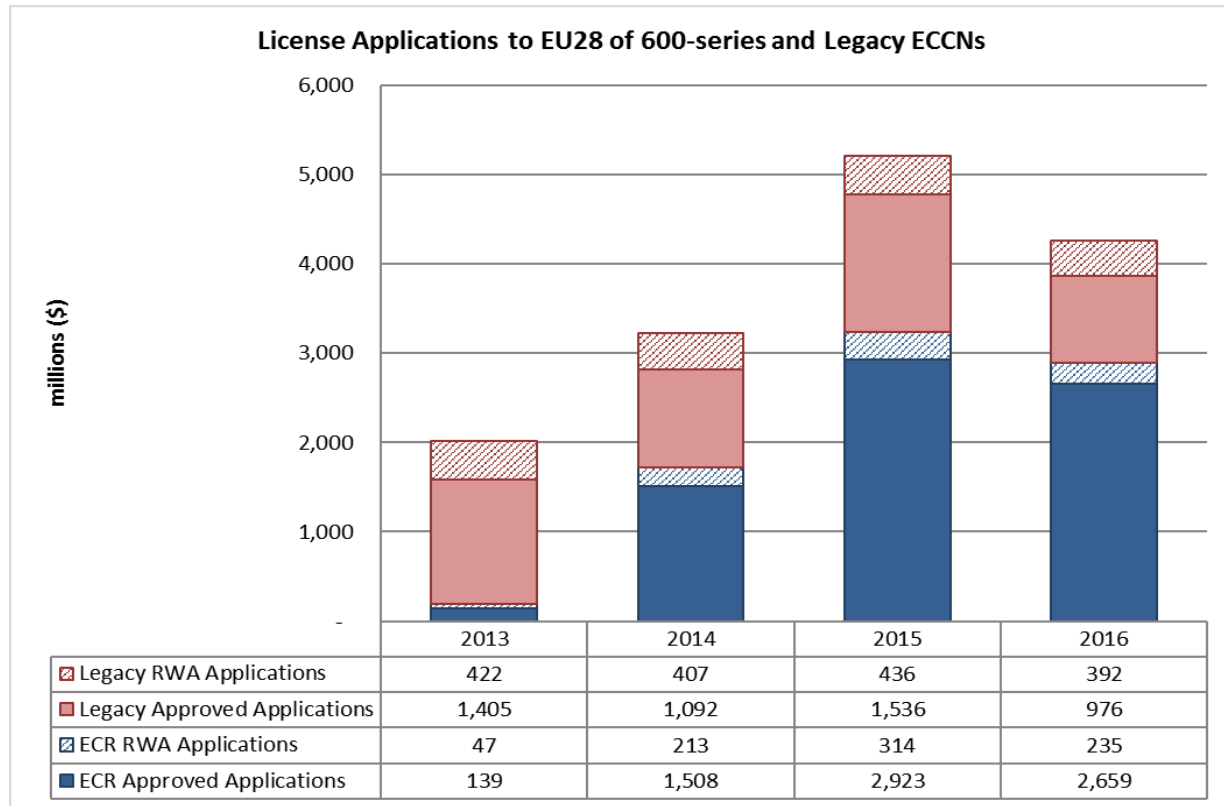 License Applications to EU28 of 600-series and Legacy ECCNs
6,000
5,000
4,000
3,000
2,000
1,000
-
millions ($)
2013 2014 2015 2016
Legacy RWA Applications 422 407 436 392
Legacy Approved Applications 1,405 1,092 1,536 976
ECR RWA Applications 47 213 314 235
ECR Approved Applications 139 1,508 2,923 2,659